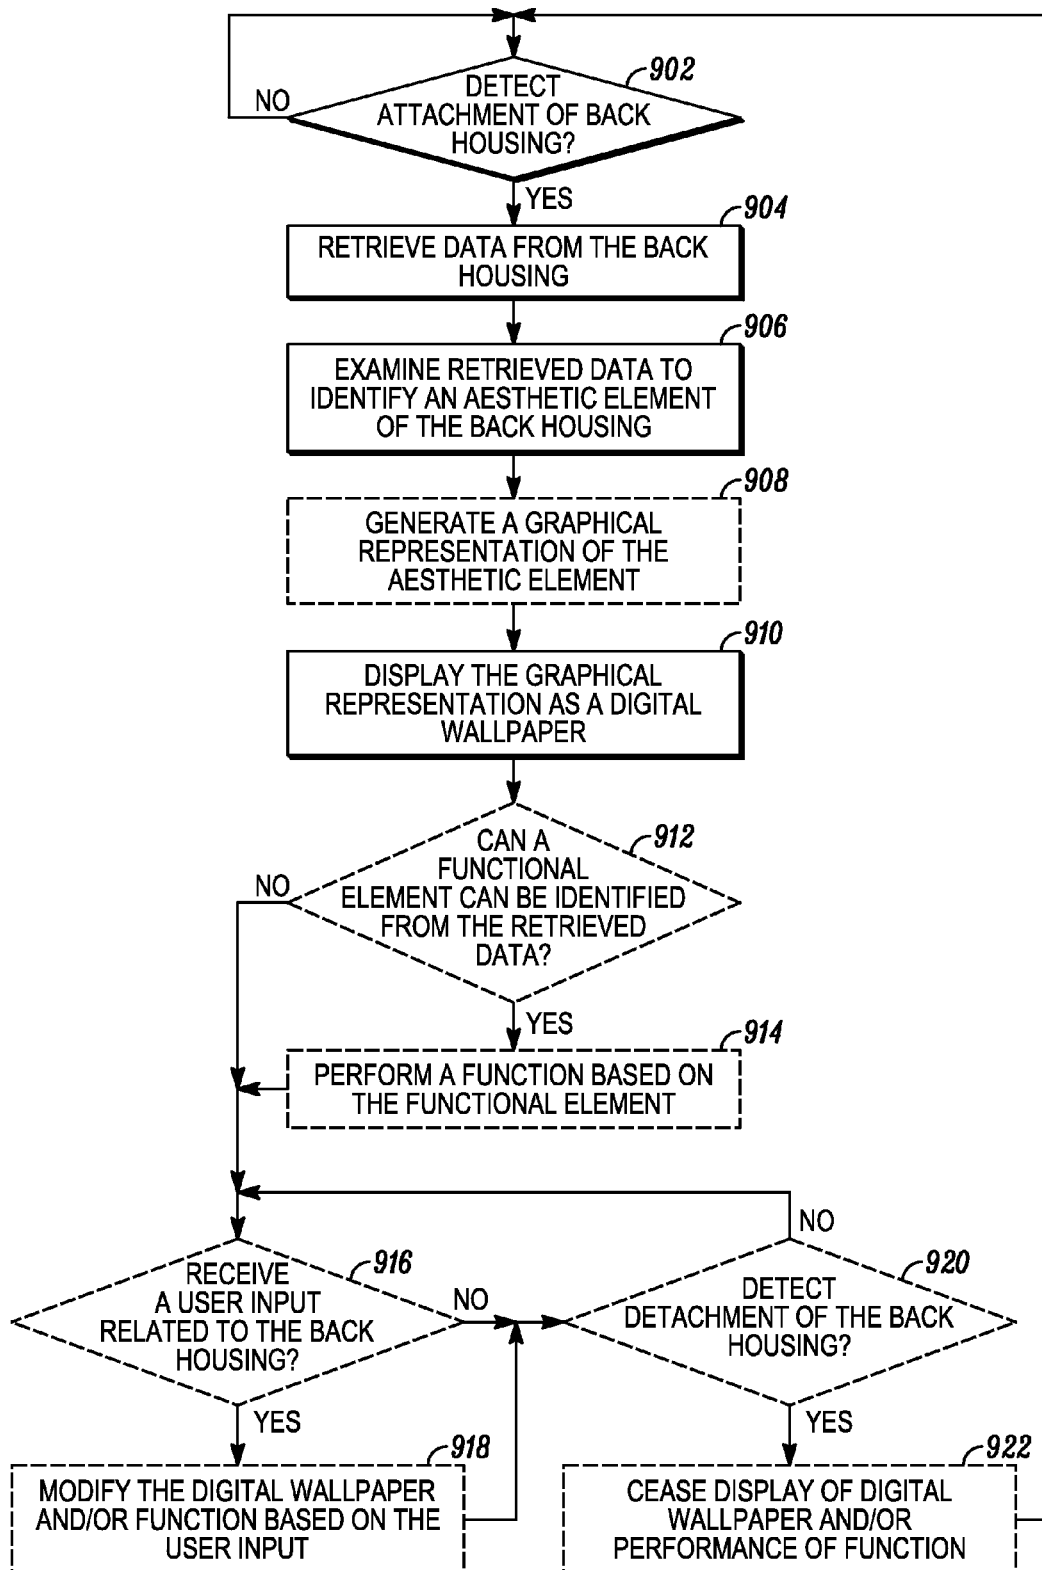 902
DETECT
ATTACHMENT OF BACK
HOUSING?
NO
YES
904
RETRIEVE DATA FROM THE BACK
HOUSING
906
EXAMINE RETRIEVED DATA TO
IDENTIFY AN AESTHETIC ELEMENT
OF THE BACK HOUSING
908
GENERATE A GRAPHICAL
REPRESENTATION OF THE
AESTHETIC ELEMENT
910
DISPLAY THE GRAPHICAL
REPRESENTATION AS A DIGITAL
WALLPAPER
912
CAN A
FUNCTIONAL
ELEMENT CAN BE IDENTIFIED
FROM THE RETRIEVED
DATA?
NO
YES
914
PERFORM A FUNCTION BASED ON
THE FUNCTIONAL ELEMENT
916
RECEIVE
A USER INPUT
RELATED TO THE BACK
HOUSING?
NO
YES
918
MODIFY THE DIGITAL WALLPAPER
AND/OR FUNCTION BASED ON THE
USER INPUT
NO
920
DETECT
DETACHMENT OF THE BACK
HOUSING?
YES
922
CEASE DISPLAY OF DIGITAL
WALLPAPER AND/OR
PERFORMANCE OF FUNCTION